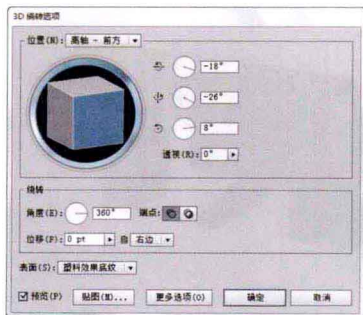 3D 绕转选项
位置(N): 离轴 - 前方
-18°
-26°
8°
透视(R): 0°
绕转
角度(E): 360° 端点:
位移(F): 0 pt 自 右边
表面(S): 塑料效果底纹
预览(P) 贴图(M)... 更多选项(O) 确定 取消